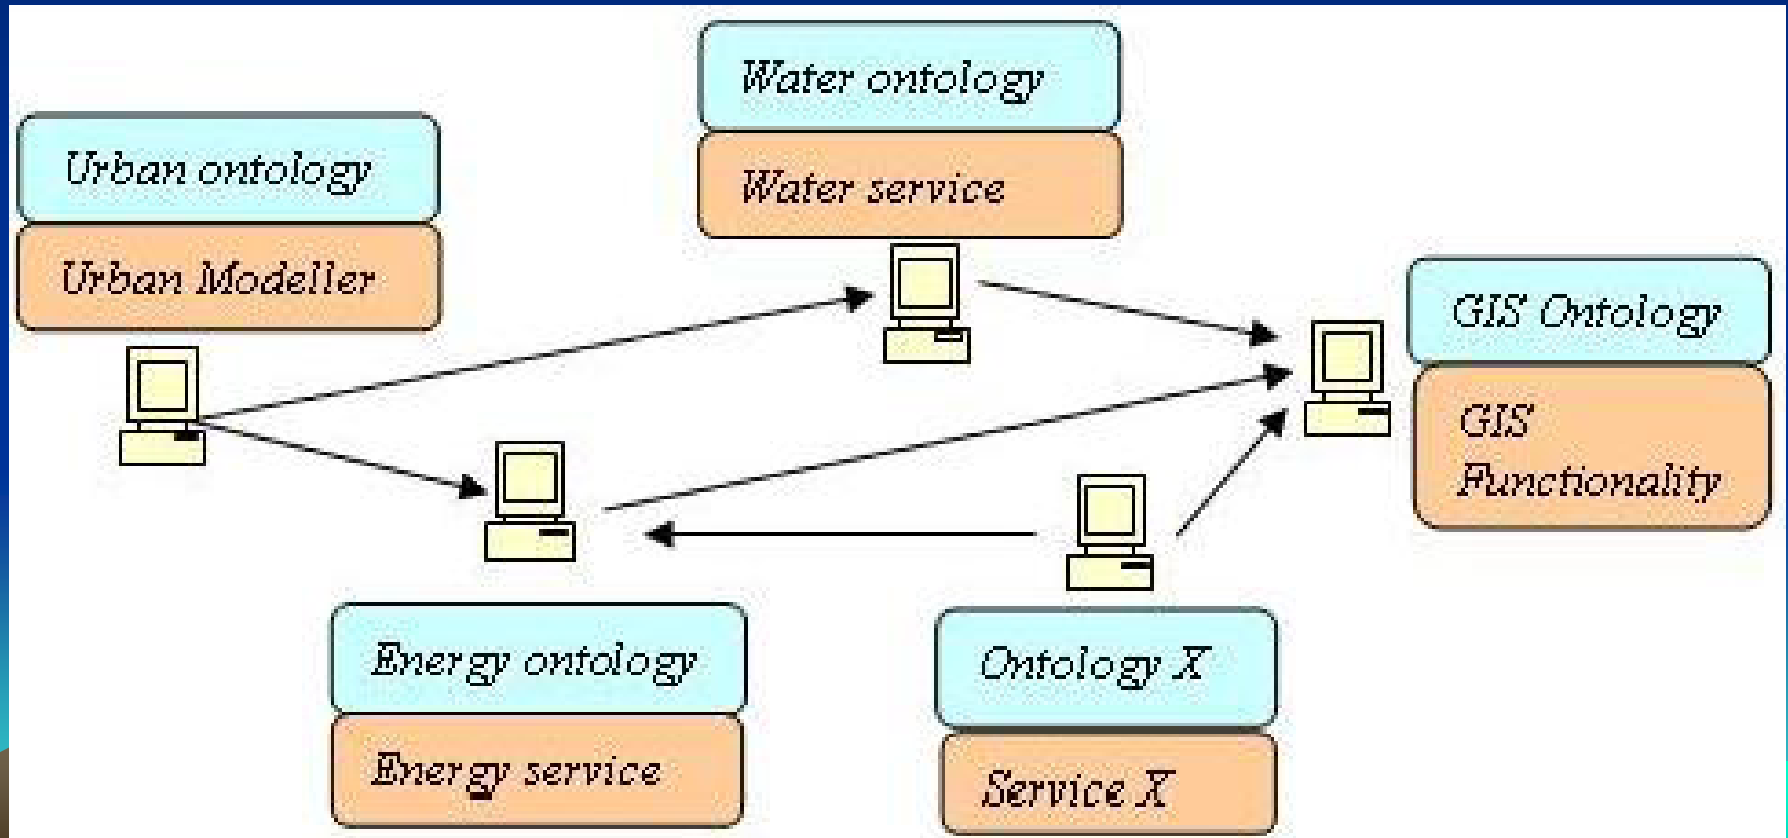 Water ontology
Water service
Urban ontology
Urban Modeller
GIS Ontology
GIS
Functionality
Energy ontology
Energy service
Ontology X
Service X